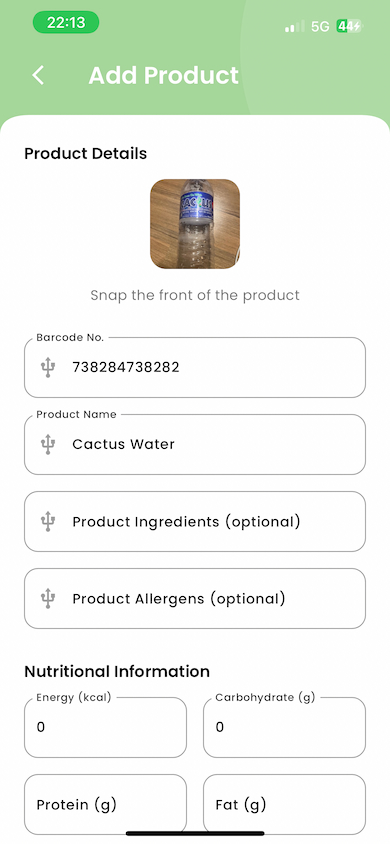 22:13
5G
44
Add Product
Product Details
Snap the front of the product
Barcode No.
738284738282
Product Name
Cactus Water
Product Ingredients (optional)
Product Allergens (optional)
Nutritional Information
Energy (kcal)
Carbohydrate (g)
0
0
Protein (g)
Fat (g)